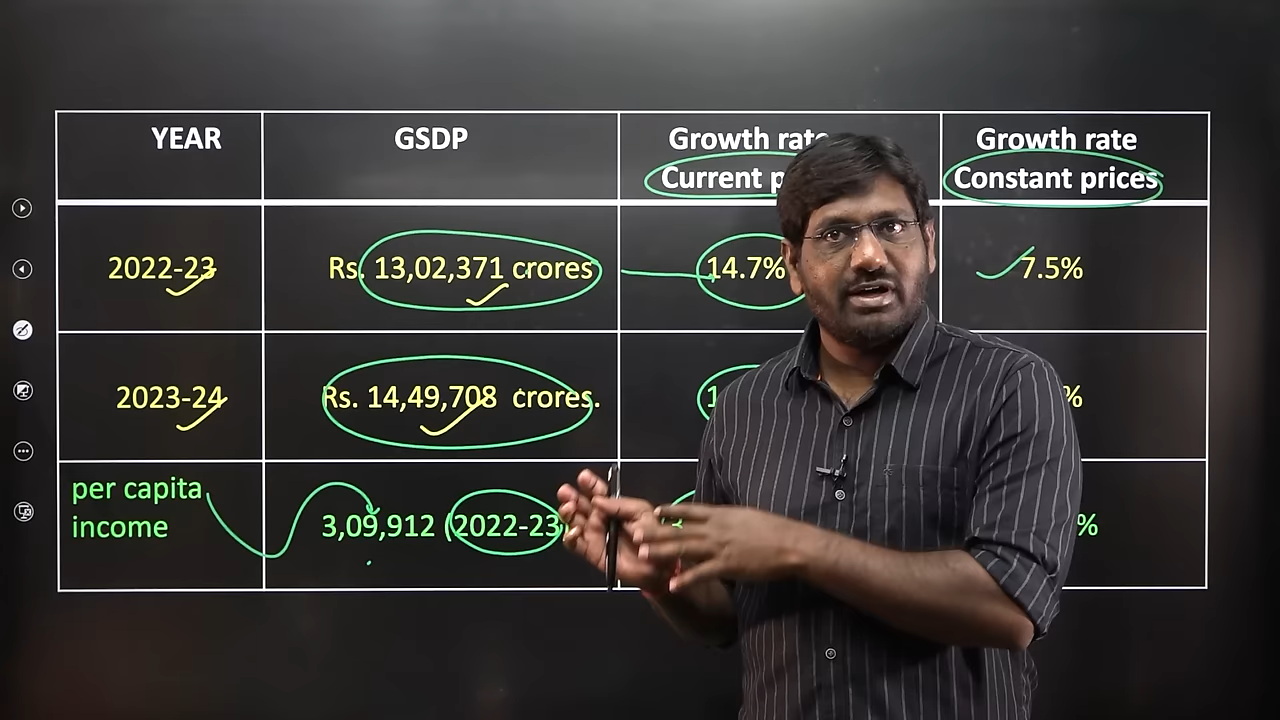 YEAR
GSDP
Growth rate
Current
Growth rate
Constant prices
2022-23
Rs. 13,02,371 crores
14.7%
7.5%
2023-24
Rs. 14,49,708 crores.
%
per capita
income
3,09,912 (2022-23
%